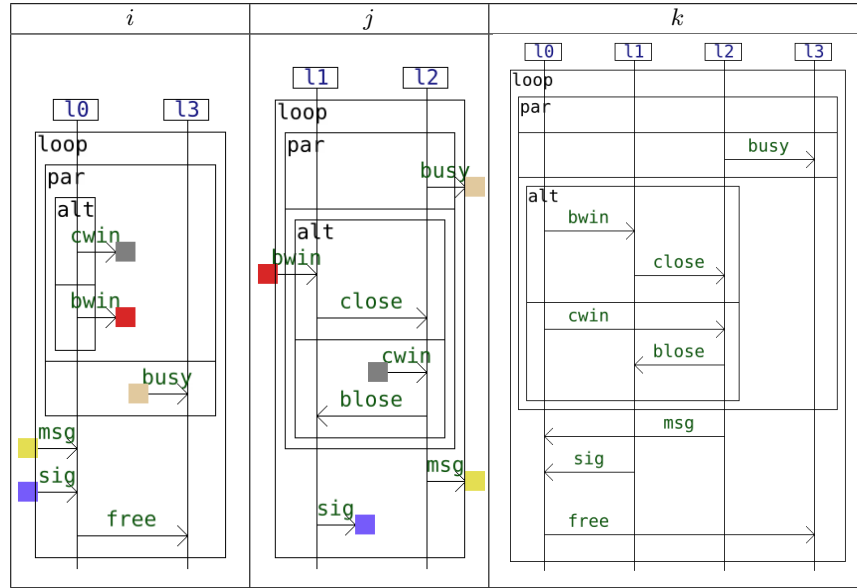 i
j
k
l0
l3
loop
par
alt
cwin
bwin
busy
msg
sig
free
l1
l2
loop
par
busy
alt
bwin
close
cwin
blose
msg
sig
l0
l1
l2
l3
loop
par
busy
alt
bwin
close
cwin
blose
msg
sig
free